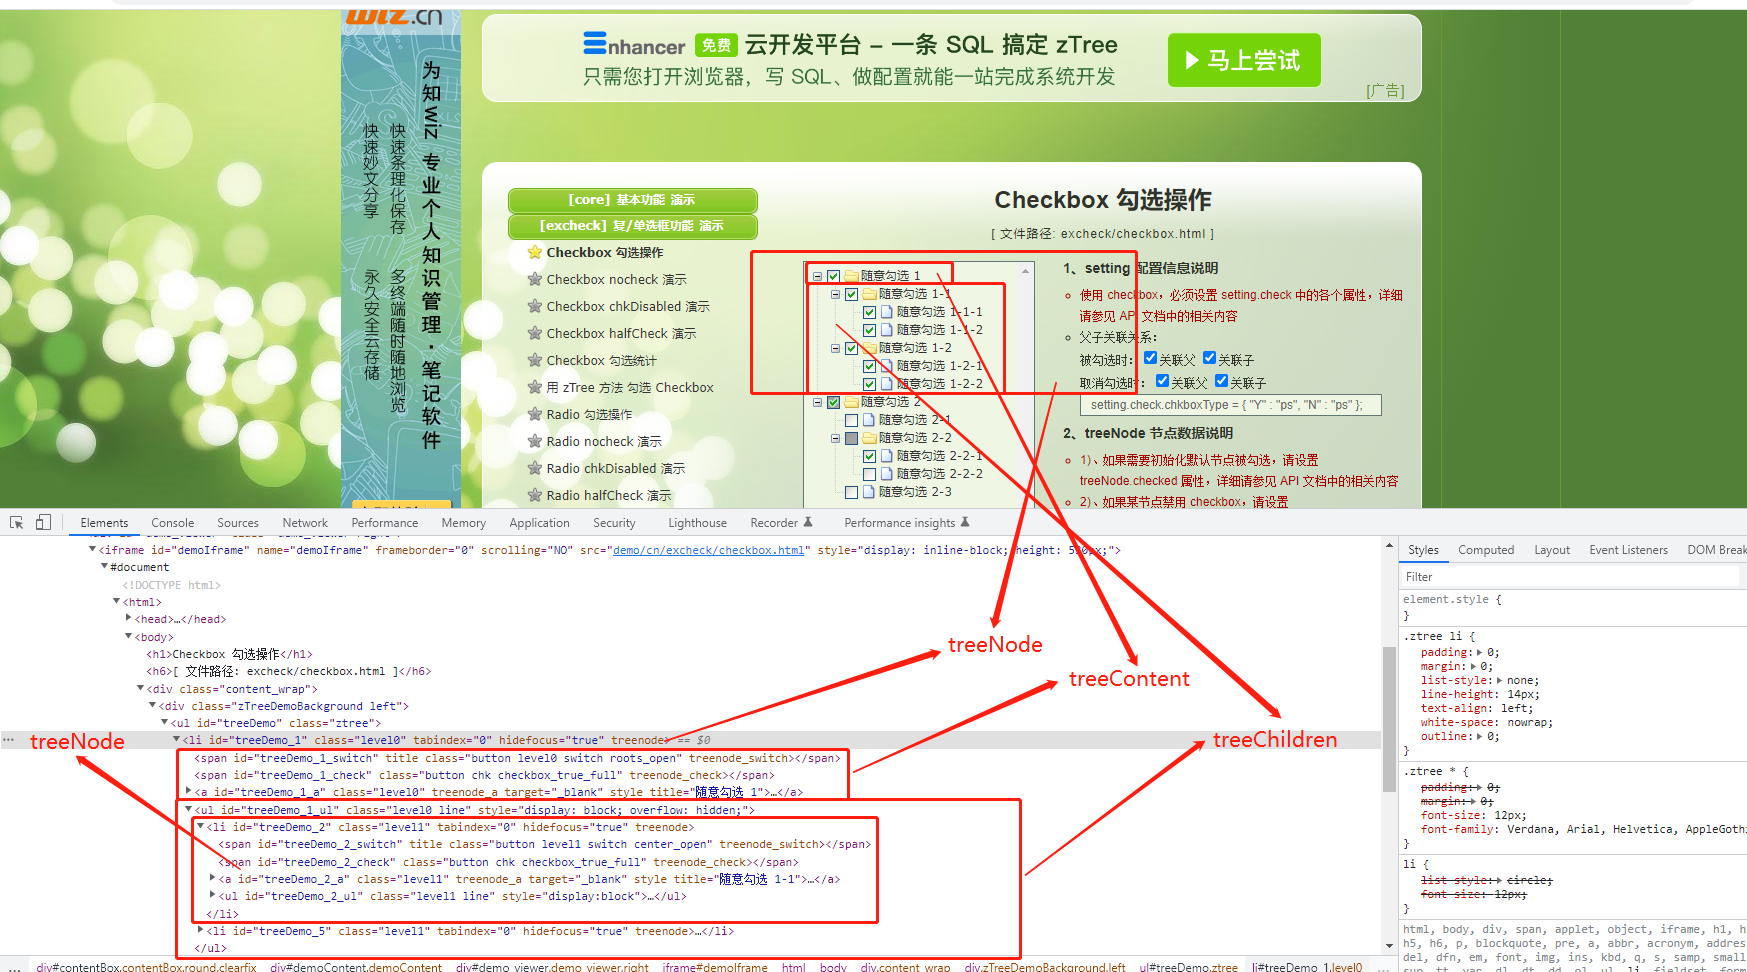 wiz.cn
为知wiz 专业个人知识管理·笔记软件
快速条理化保存
快速妙文分享
多终端随时随地浏览
永久安全云存储
Enhancer 免费 云开发平台 – 一条 SQL 搞定 zTree
只需您打开浏览器，写 SQL、做配置就能一站完成系统开发
马上尝试
[广告]
[core] 基本功能 演示
[excheck] 复/单选框功能 演示
Checkbox 勾选操作
Checkbox nocheck 演示
Checkbox chkDisabled 演示
Checkbox halfCheck 演示
Checkbox 勾选统计
用 zTree 方法 勾选 Checkbox
Radio 勾选操作
Radio nocheck 演示
Radio chkDisabled 演示
Radio halfCheck 演示
Checkbox 勾选操作
[ 文件路径: excheck/checkbox.html ]
随意勾选 1
随意勾选 1-1
随意勾选 1-1-1
随意勾选 1-1-2
随意勾选 1-2
随意勾选 1-2-1
随意勾选 1-2-2
随意勾选 2
随意勾选 2-1
随意勾选 2-2
随意勾选 2-2-1
随意勾选 2-2-2
随意勾选 2-3
1、setting 配置信息说明
使用 checkbox，必须设置 setting.check 中的各个属性，详细
请参见 API 文档中的相关内容
父子关联关系：
被勾选时： 关联父 关联子
取消勾选时： 关联父 关联子
setting.check.chkboxType = { "Y" : "ps", "N" : "ps" };
2、treeNode 节点数据说明
1)、如果需要初始化默认节点被勾选，请设置
treeNode.checked 属性，详细请参见 API 文档中的相关内容
2)、如果某节点禁用 checkbox，请设置
Elements Console Sources Network Performance Memory Application Security Lighthouse Recorder Performance insights
<iframe id="demoIframe" name="demoIframe" frameborder="0" scrolling="NO" src="demo/cn/excheck/checkbox.html" style="display: inline-block; height: 530px;">
#document
<!DOCTYPE html>
<html>
<head>…</head>
<body>
<h1>Checkbox 勾选操作</h1>
<h6>[ 文件路径: excheck/checkbox.html ]</h6>
<div class="content_wrap">
<div class="zTreeDemoBackground left">
<ul id="treeDemo" class="ztree">
<li id="treeDemo_1" class="level0" tabindex="0" hidefocus="true" treenode> == $0
<span id="treeDemo_1_switch" title class="button level0 switch roots_open" treenode_switch></span>
<span id="treeDemo_1_check" class="button chk checkbox_true_full" treenode_check></span>
<a id="treeDemo_1_a" class="level0" treenode_a target="_blank" style title="随意勾选 1">…</a>
<ul id="treeDemo_1_ul" class="level0 line" style="display: block; overflow: hidden;">
<li id="treeDemo_2" class="level1" tabindex="0" hidefocus="true" treenode>
<span id="treeDemo_2_switch" title class="button level1 switch center_open" treenode_switch></span>
<span id="treeDemo_2_check" class="button chk checkbox_true_full" treenode_check></span>
<a id="treeDemo_2_a" class="level1" treenode_a target="_blank" style title="随意勾选 1-1">…</a>
<ul id="treeDemo_2_ul" class="level1 line" style="display:block">…</ul>
</li>
<li id="treeDemo_5" class="level1" tabindex="0" hidefocus="true" treenode>…</li>
</ul>
treeNode
treeContent
treeChildren
treeNode
Styles Computed Layout Event Listeners DOM Break
Filter
element.style {
}
.ztree li {
padding: 0;
margin: 0;
list-style: none;
line-height: 14px;
text-align: left;
white-space: nowrap;
outline: 0;
}
.ztree * {
padding: 0;
margin: 0;
font-size: 12px;
font-family: Verdana, Arial, Helvetica, AppleGothi
}
li {
list-style: circle;
font-size: 12px;
}
html, body, div, span, applet, object, iframe, h1, h
h5, h6, p, blockquote, pre, a, abbr, acronym, addres
del, dfn, em, font, img, ins, kbd, q, s, samp, small
… div#contentBox.contentBox.round.clearfix div#demoContent.demoContent div#demo_viewer.demo_viewer.right iframe#demoIframe html body div.content_wrap div.zTreeDemoBackground.left ul#treeDemo.ztree li#treeDemo_1.level0 …